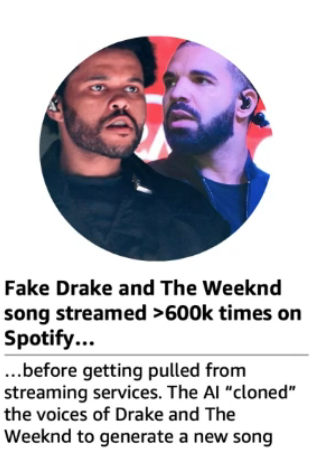 Fake Drake and The Weeknd
song streamed >600k times on
Spotify...
...before getting pulled from
streaming services. The AI “cloned”
the voices of Drake and The
Weeknd to generate a new song